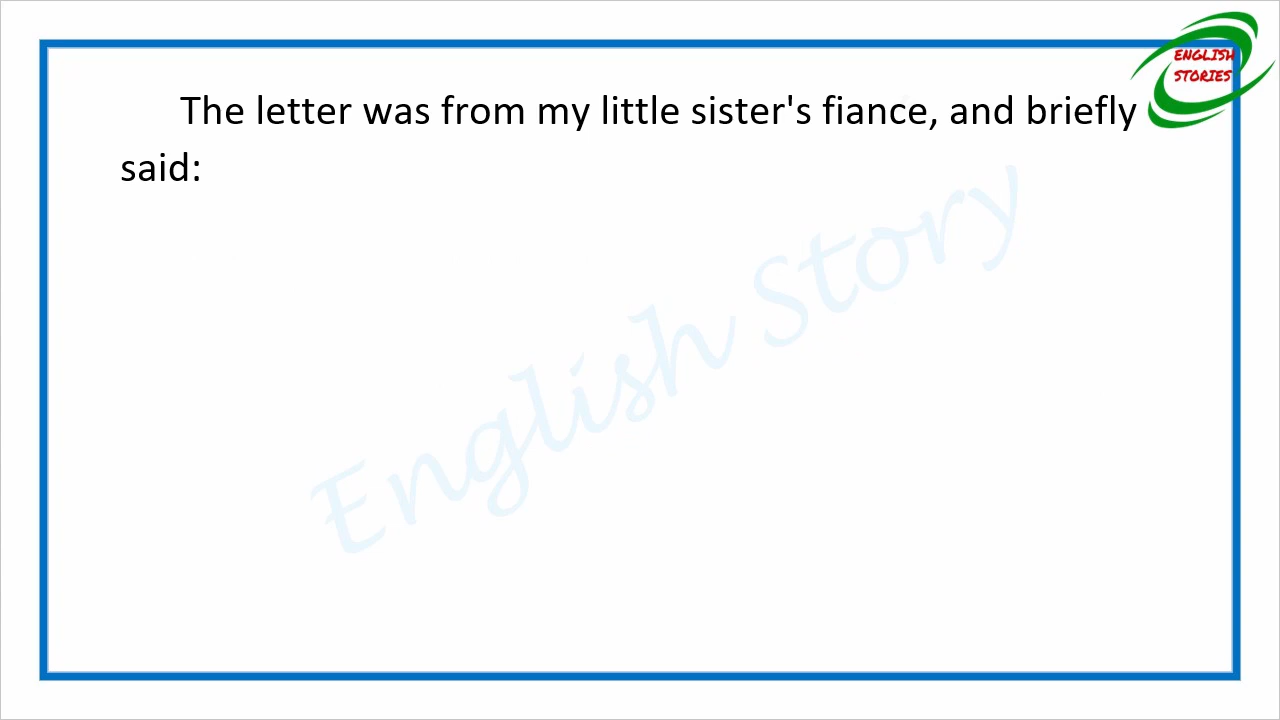 ENGLISH
STORIES
The letter was from my little sister's fiance, and briefly
said:
English Story